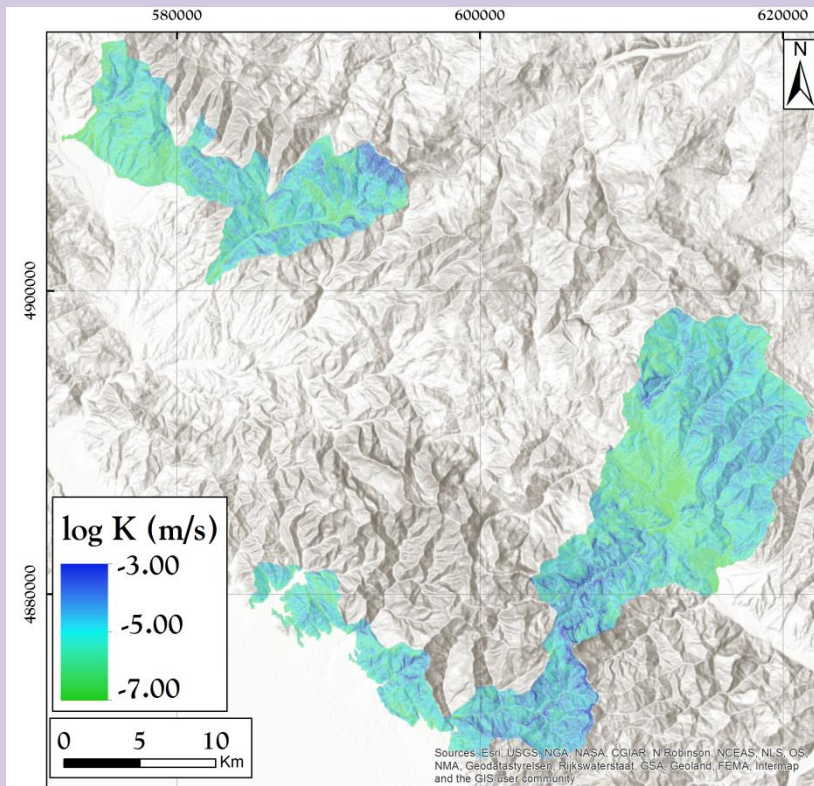 580000
600000
620000
N
4900000
4880000
log K (m/s)
-3.00
-5.00
-7.00
0 5 10
Km
Sources: Esri, USGS, NGA, NASA, CGIAR, N Robinson, NCEAS, NLS, OS,
NMA, Geodatastyrelsen, Rijkswaterstaat, GSA, Geoland, FEMA, Intermap
and the GIS user community